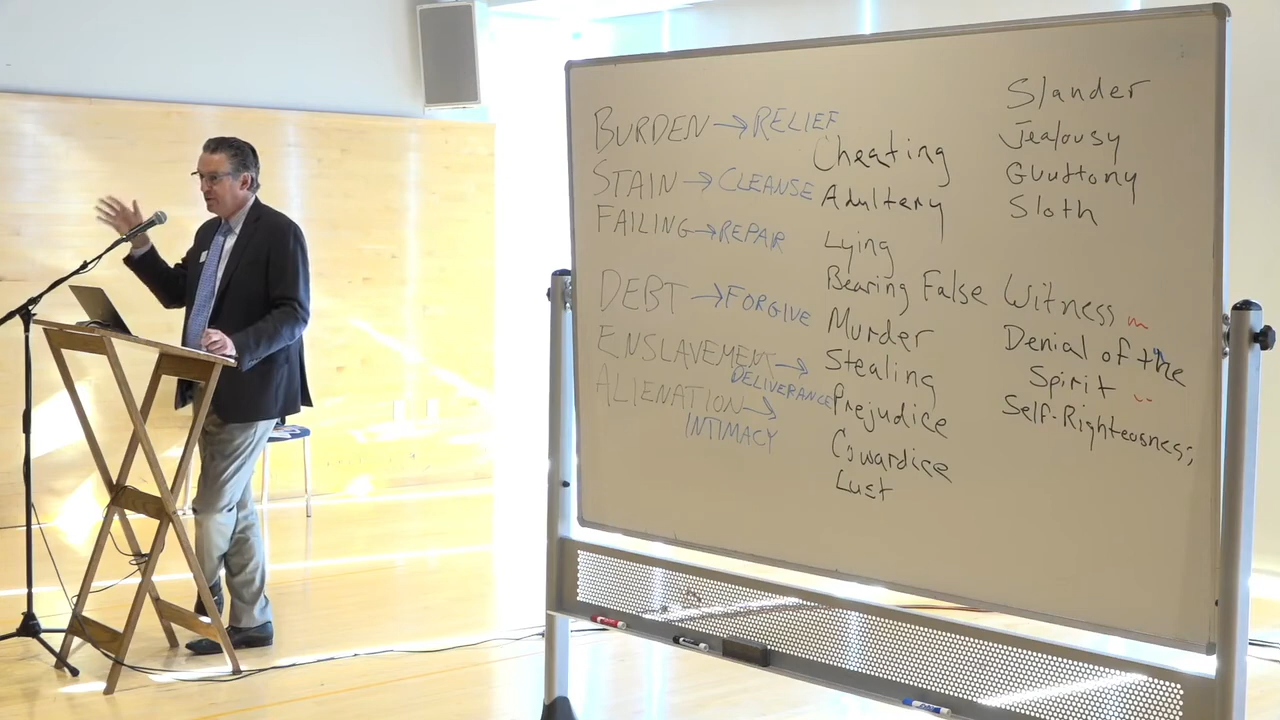 BURDEN → RELIEF
STAIN → CLEANSE
FAILING → REPAIR
DEBT → FORGIVE
ENSLAVEMENT →
DELIVERANCE
ALIENATION →
INTIMACY
Cheating
Adultery
Lying
Bearing False Witness
Murder
Stealing
Prejudice
Cowardice
Lust
Slander
Jealousy
Gluttony
Sloth
Denial of the
Spirit
Self-Righteosness;